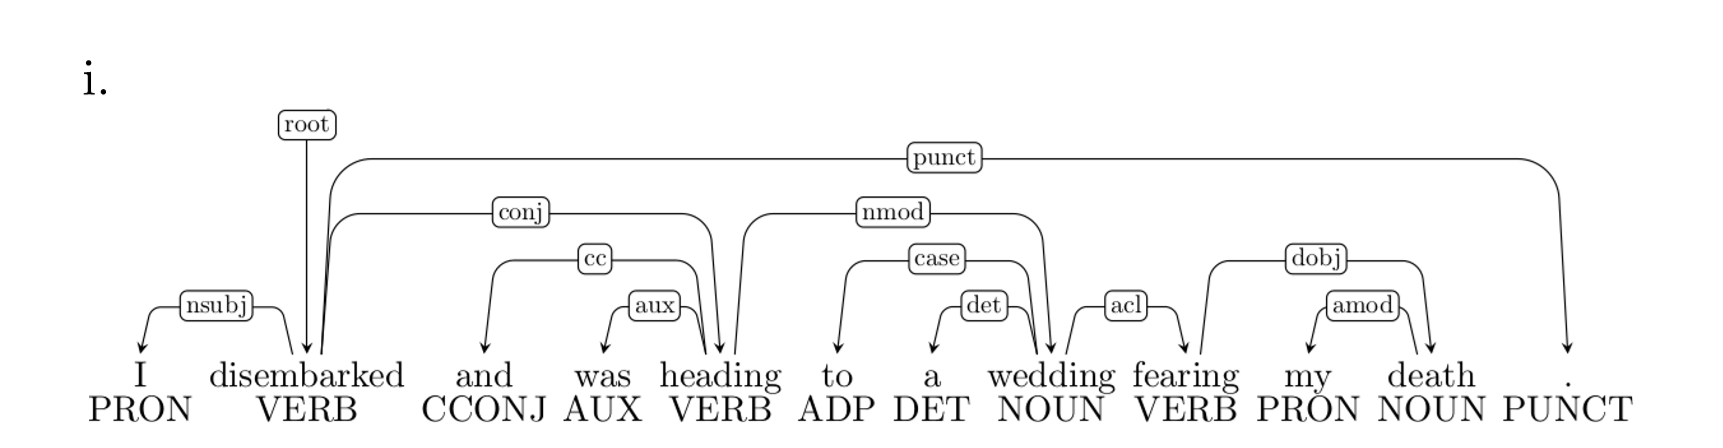 i.
root
punct
conj nmod
cc case dobj
nsubj aux det acl amod
I disembarked and was heading to a wedding fearing my death .
PRON VERB CCONJ AUX VERB ADP DET NOUN VERB PRON NOUN PUNCT